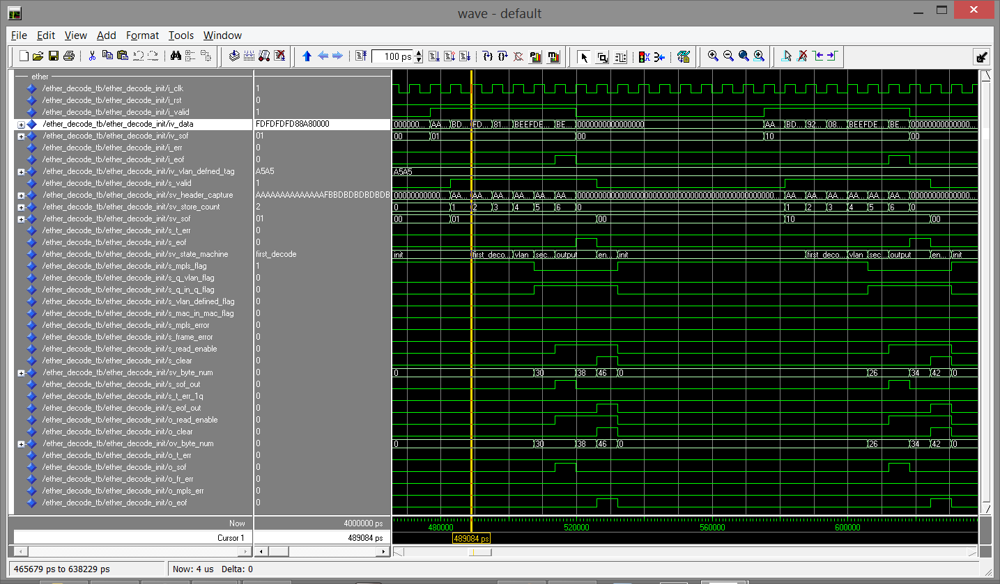 wave - default
File Edit View Add Format Tools Window
100 ps
ether
/ether_decode_tb/ether_decode_init/i_clk 1
/ether_decode_tb/ether_decode_init/i_rst 0
/ether_decode_tb/ether_decode_init/i_valid 1
/ether_decode_tb/ether_decode_init/iv_data FDFDFDFD88A80000 000000... AA... BD... FD... 81... BEEFDE... BE... 0000000000000000 AA... BD... 92... 08... BEEFDE... BE... 00000000000000...
/ether_decode_tb/ether_decode_init/iv_sof 01 00 01 00 10 00
/ether_decode_tb/ether_decode_init/i_err 0
/ether_decode_tb/ether_decode_init/i_eof 0
/ether_decode_tb/ether_decode_init/iv_vlan_defned_tag A5A5 A5A5
/ether_decode_tb/ether_decode_init/s_valid 1
/ether_decode_tb/ether_decode_init/sv_header_capture AA... AA... AA... AA... AA... AA... AA... AA... AA... AA...
/ether_decode_tb/ether_decode_init/sv_store_count 2 0 1 2 3 4 5 6 0 1 2 3 4 5 6 0
/ether_decode_tb/ether_decode_init/sv_sof 01 00 01 00 10 00
/ether_decode_tb/ether_decode_init/s_t_err 0
/ether_decode_tb/ether_decode_init/s_eof 0
/ether_decode_tb/ether_decode_init/sv_state_machine first_decode init first_deco... vlan sec... output en... init first_deco... vlan sec... output en... init
/ether_decode_tb/ether_decode_init/s_mpls_flag 1
/ether_decode_tb/ether_decode_init/s_q_vlan_flag 0
/ether_decode_tb/ether_decode_init/s_q_in_q_flag 0
/ether_decode_tb/ether_decode_init/s_vlan_defined_flag 0
/ether_decode_tb/ether_decode_init/s_mac_in_mac_flag 0
/ether_decode_tb/ether_decode_init/s_mpls_error 0
/ether_decode_tb/ether_decode_init/s_frame_error 0
/ether_decode_tb/ether_decode_init/s_read_enable 0
/ether_decode_tb/ether_decode_init/s_clear 0
/ether_decode_tb/ether_decode_init/sv_byte_num 0 0 30 38 46 0 26 34 42 0
/ether_decode_tb/ether_decode_init/s_sof_out 0
/ether_decode_tb/ether_decode_init/s_t_err_1q 0
/ether_decode_tb/ether_decode_init/s_eof_out 0
/ether_decode_tb/ether_decode_init/o_read_enable 0
/ether_decode_tb/ether_decode_init/o_clear 0
/ether_decode_tb/ether_decode_init/ov_byte_num 0 0 30 38 46 0 26 34 42 0
/ether_decode_tb/ether_decode_init/o_t_err 0
/ether_decode_tb/ether_decode_init/o_sof 0
/ether_decode_tb/ether_decode_init/o_fr_err 0
/ether_decode_tb/ether_decode_init/o_mpls_err 0
/ether_decode_tb/ether_decode_init/o_eof 0
Now 4000000 ps 480000 520000 560000 600000
Cursor 1 489084 ps 489084 ps
465679 ps to 638229 ps Now: 4 us Delta: 0